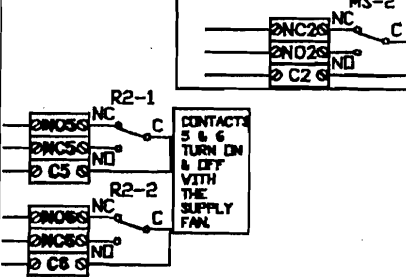 MS-2
NC
NC2
C
NO2
NO
C2
R2-1
NC
NO5
C
NC5
NO
C5
CONTACTS
5 & 6
TURN ON
& OFF
WITH
THE
SUPPLY
FAN.
R2-2
NC
NO6
C
NC6
NO
C6